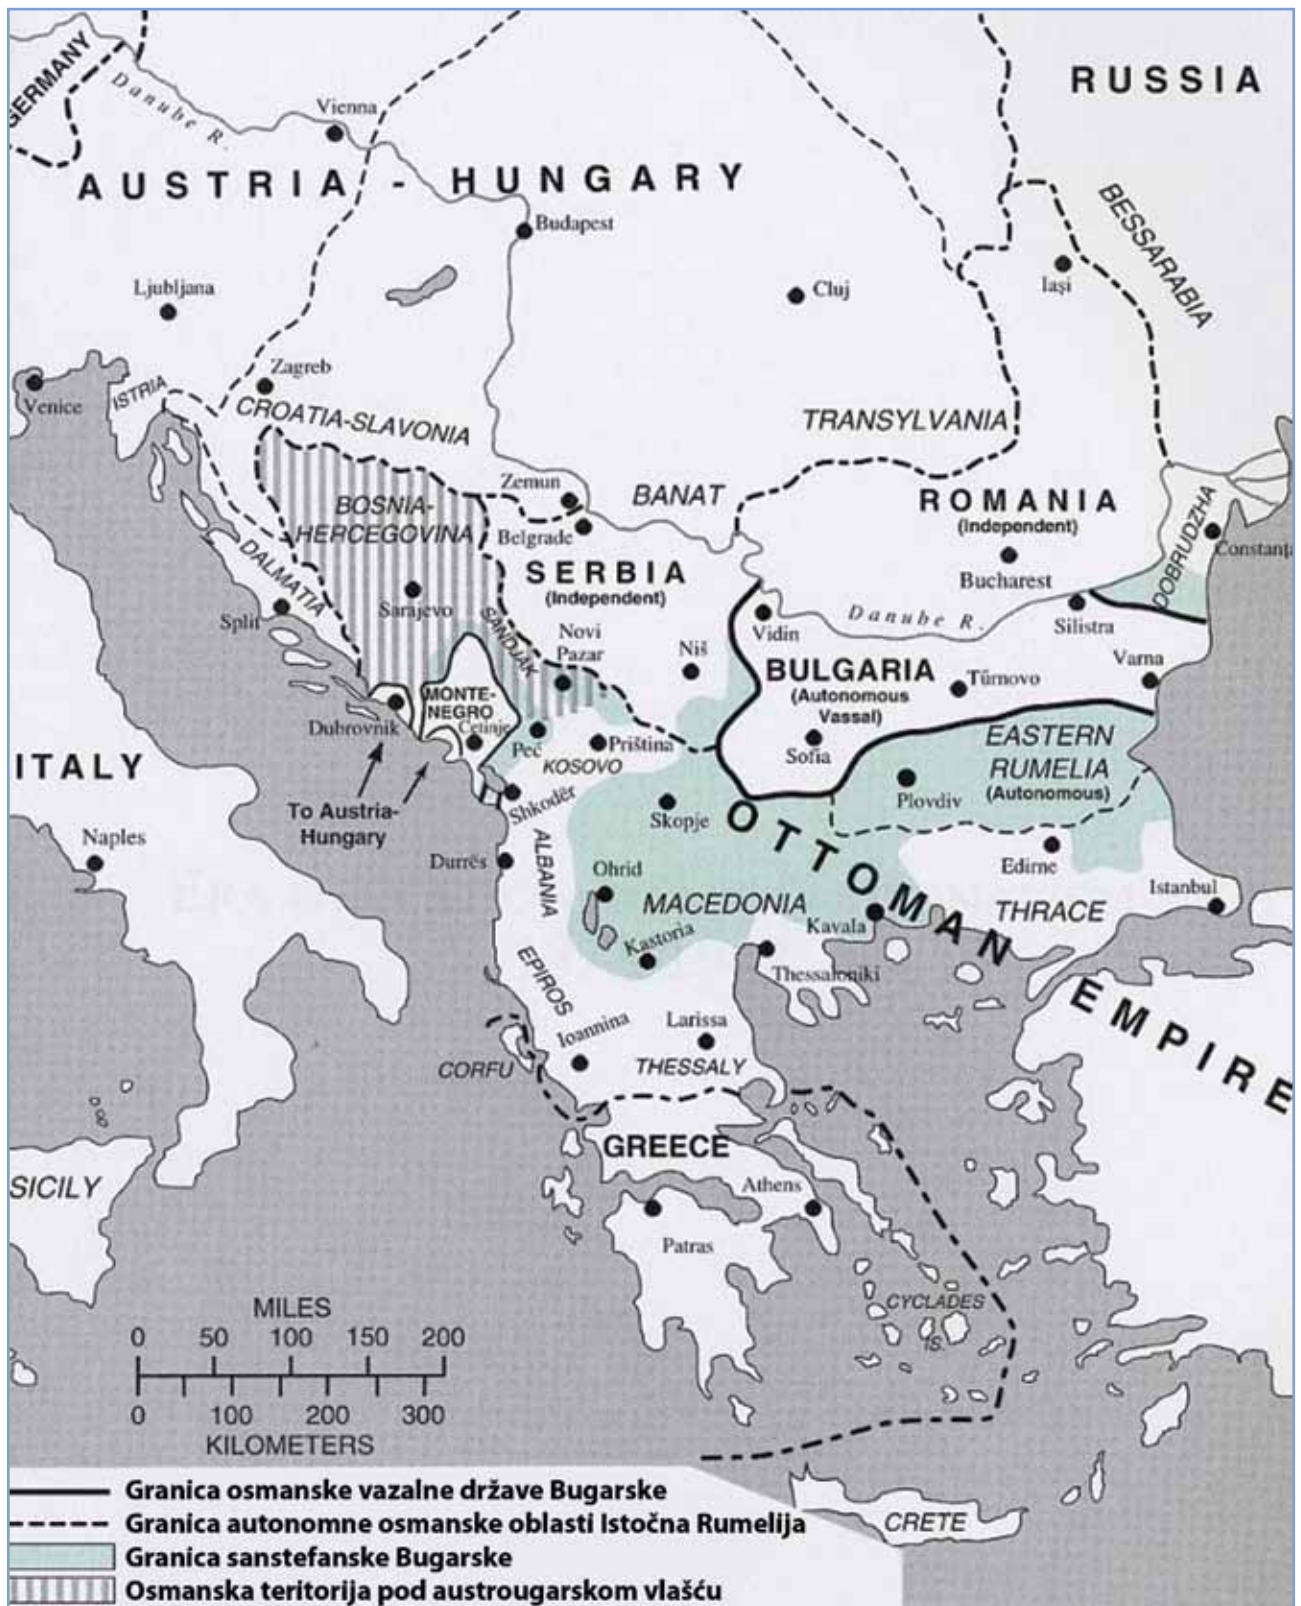 GERMANY
Danube R.
Vienna
RUSSIA
AUSTRIA - HUNGARY
Budapest
BESSARABIA
Iaşi
Ljubljana
Cluj
Zagreb
Venice
ISTRIA
CROATIA-SLAVONIA
TRANSYLVANIA
Zemun
BANAT
BOSNIA-
HERCEGOVINA
Belgrade
ROMANIA
(Independent)
DOBRUDZHA
Constanţ
DALMATIA
SERBIA
(Independent)
Bucharest
Sarajevo
Split
SANDJAK
Novi
Pazar
Niš
Vidin
Danube R.
Silistra
Varna
BULGARIA
(Autonomous
Vassal)
Tŭrnovo
MONTE-
NEGRO
Cetinje
Dubrovnik
Peć
Priština
KOSOVO
Sofia
EASTERN
RUMELIA
(Autonomous)
ITALY
To Austria-
Hungary
Shkodër
Skopje
Plovdiv
OTTOMAN
EMPIRE
Naples
Durrës
ALBANIA
Ohrid
Edirne
Istanbul
MACEDONIA
Kavala
THRACE
Kastoria
Thessaloniki
EPIROS
Ioannina
Larissa
CORFU
THESSALY
GREECE
SICILY
Athens
Patras
CYCLADES
IS.
MILES
0 50 100 150 200
0 100 200 300
KILOMETERS
CRETE
Granica osmanske vazalne države Bugarske
Granica autonomne osmanske oblasti Istočna Rumelija
Granica sanstefanske Bugarske
Osmanska teritorija pod austrougarskom vlašću